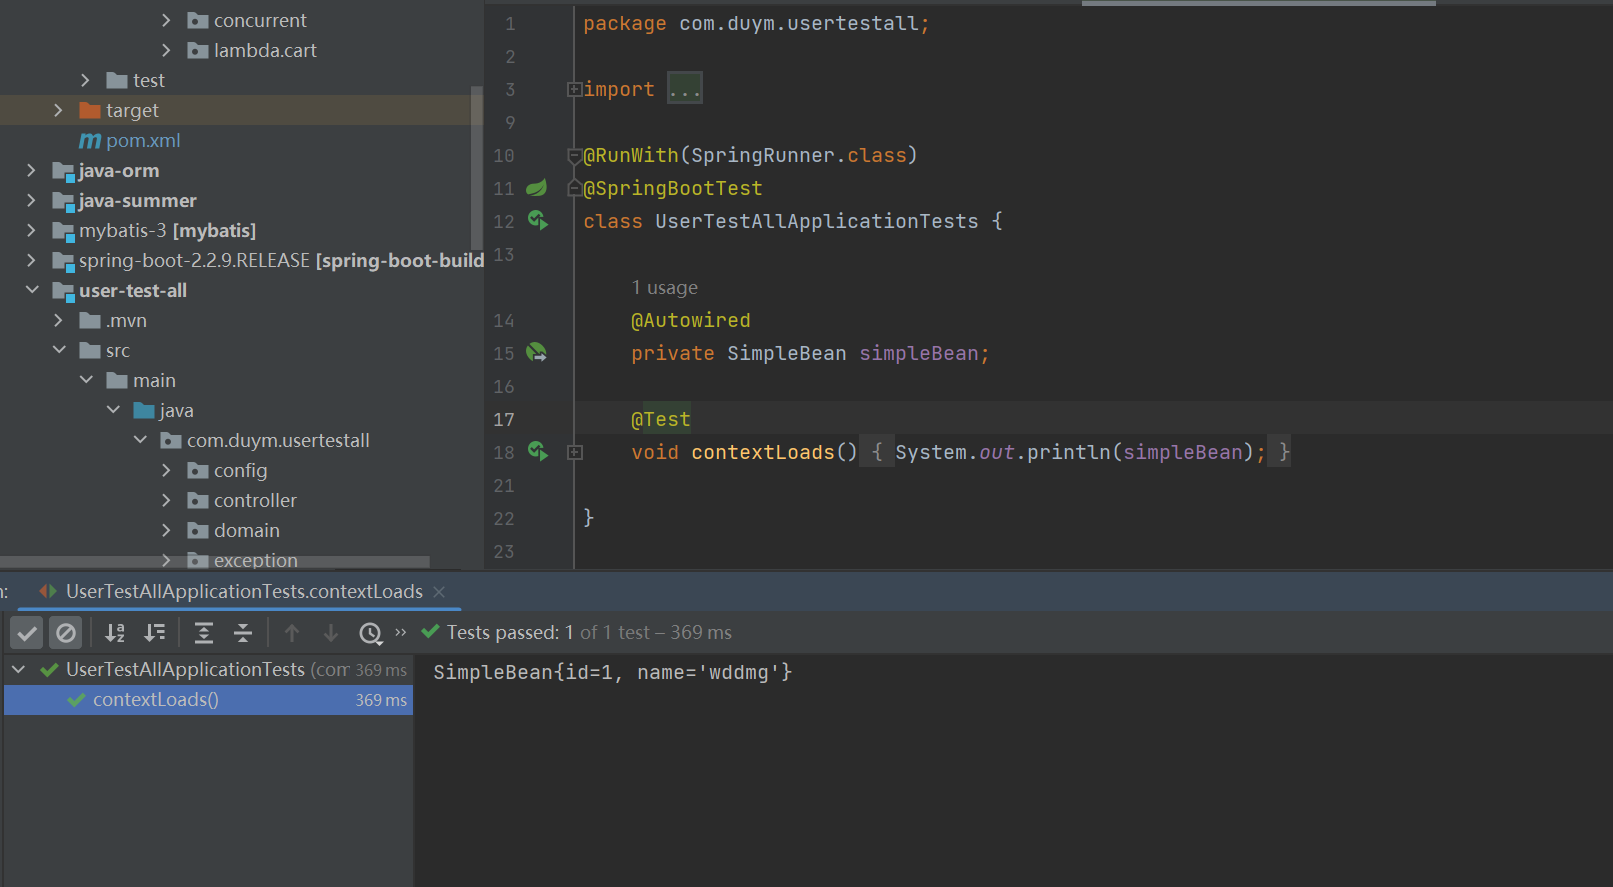 concurrent
lambda.cart
test
target
pom.xml
java-orm
java-summer
mybatis-3 [mybatis]
spring-boot-2.2.9.RELEASE [spring-boot-build
user-test-all
.mvn
src
main
java
com.duym.usertestall
config
controller
domain
exception
1 package com.duym.usertestall;
2
3 import ...
9
10 @RunWith(SpringRunner.class)
11 @SpringBootTest
12 class UserTestAllApplicationTests {
13
1 usage
14 @Autowired
15 private SimpleBean simpleBean;
16
17 @Test
18 void contextLoads() { System.out.println(simpleBean); }
21
22 }
23
UserTestAllApplicationTests.contextLoads
Tests passed: 1 of 1 test – 369 ms
UserTestAllApplicationTests (com 369 ms
contextLoads() 369 ms
SimpleBean{id=1, name='wddmg'}